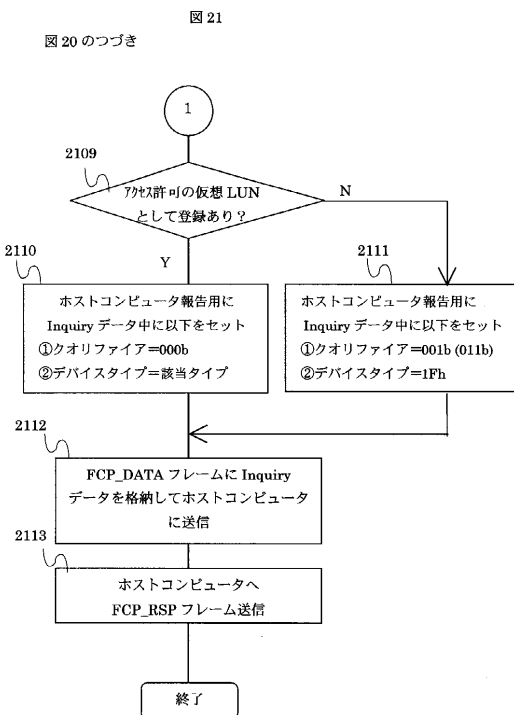 図 21
図 20 のつづき
1
2109
アクセス許可の仮想 LUN
として登録あり？
N
Y
2110
ホストコンピュータ報告用に
Inquiry データ中に以下をセット
①クオリファイア＝000b
②デバイスタイプ＝該当タイプ
2111
ホストコンピュータ報告用に
Inquiry データ中に以下をセット
①クオリファイア＝001b (011b)
②デバイスタイプ＝1Fh
2112
FCP_DATA フレームに Inquiry
データを格納してホストコンピュータ
に送信
2113
ホストコンピュータへ
FCP_RSP フレーム送信
終了